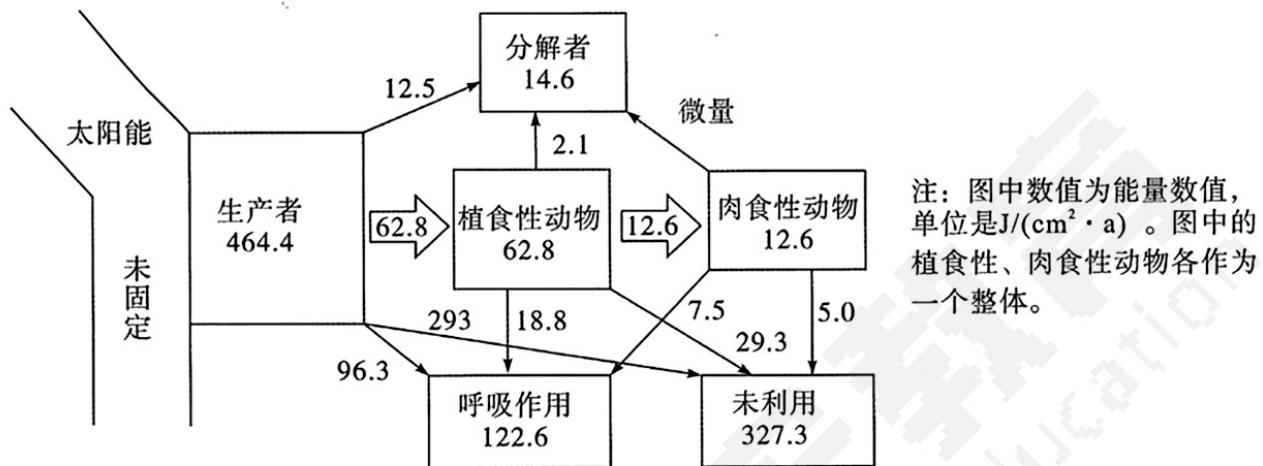 分解者
14.6
12.5
微量
太阳能
2.1
生产者
464.4
62.8
植食性动物
62.8
12.6
肉食性动物
12.6
注：图中数值为能量数值，
单位是J/(cm²·a) 。图中的
植食性、肉食性动物各作为
一个整体。
未固定
293
18.8
7.5
5.0
29.3
96.3
呼吸作用
122.6
未利用
327.3
教育
ucation